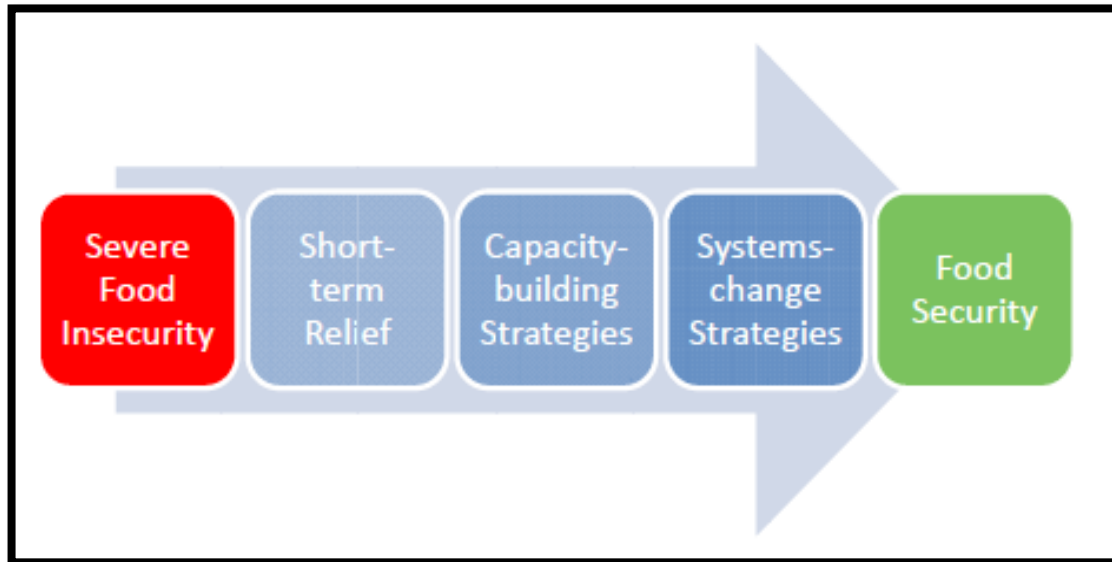 Severe
Food
Insecurity
Short-
term
Relief
Capacity-
building
Strategies
Systems-
change
Strategies
Food
Security